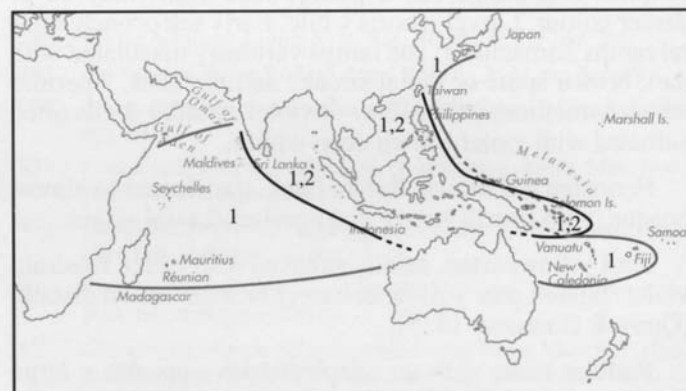 Japan
1
Taiwan
Gulf of
Oman
Gulf of
Aden
1,2
Philippines
Marshall Is.
Maldives
Sri Lanka
Micronesia
1,2
Seychelles
New Guinea
Solomon Is.
1
Indonesia
1,2
Samoa
Mauritius
Vanuatu
Fiji
Réunion
New
Caledonia
1
Madagascar